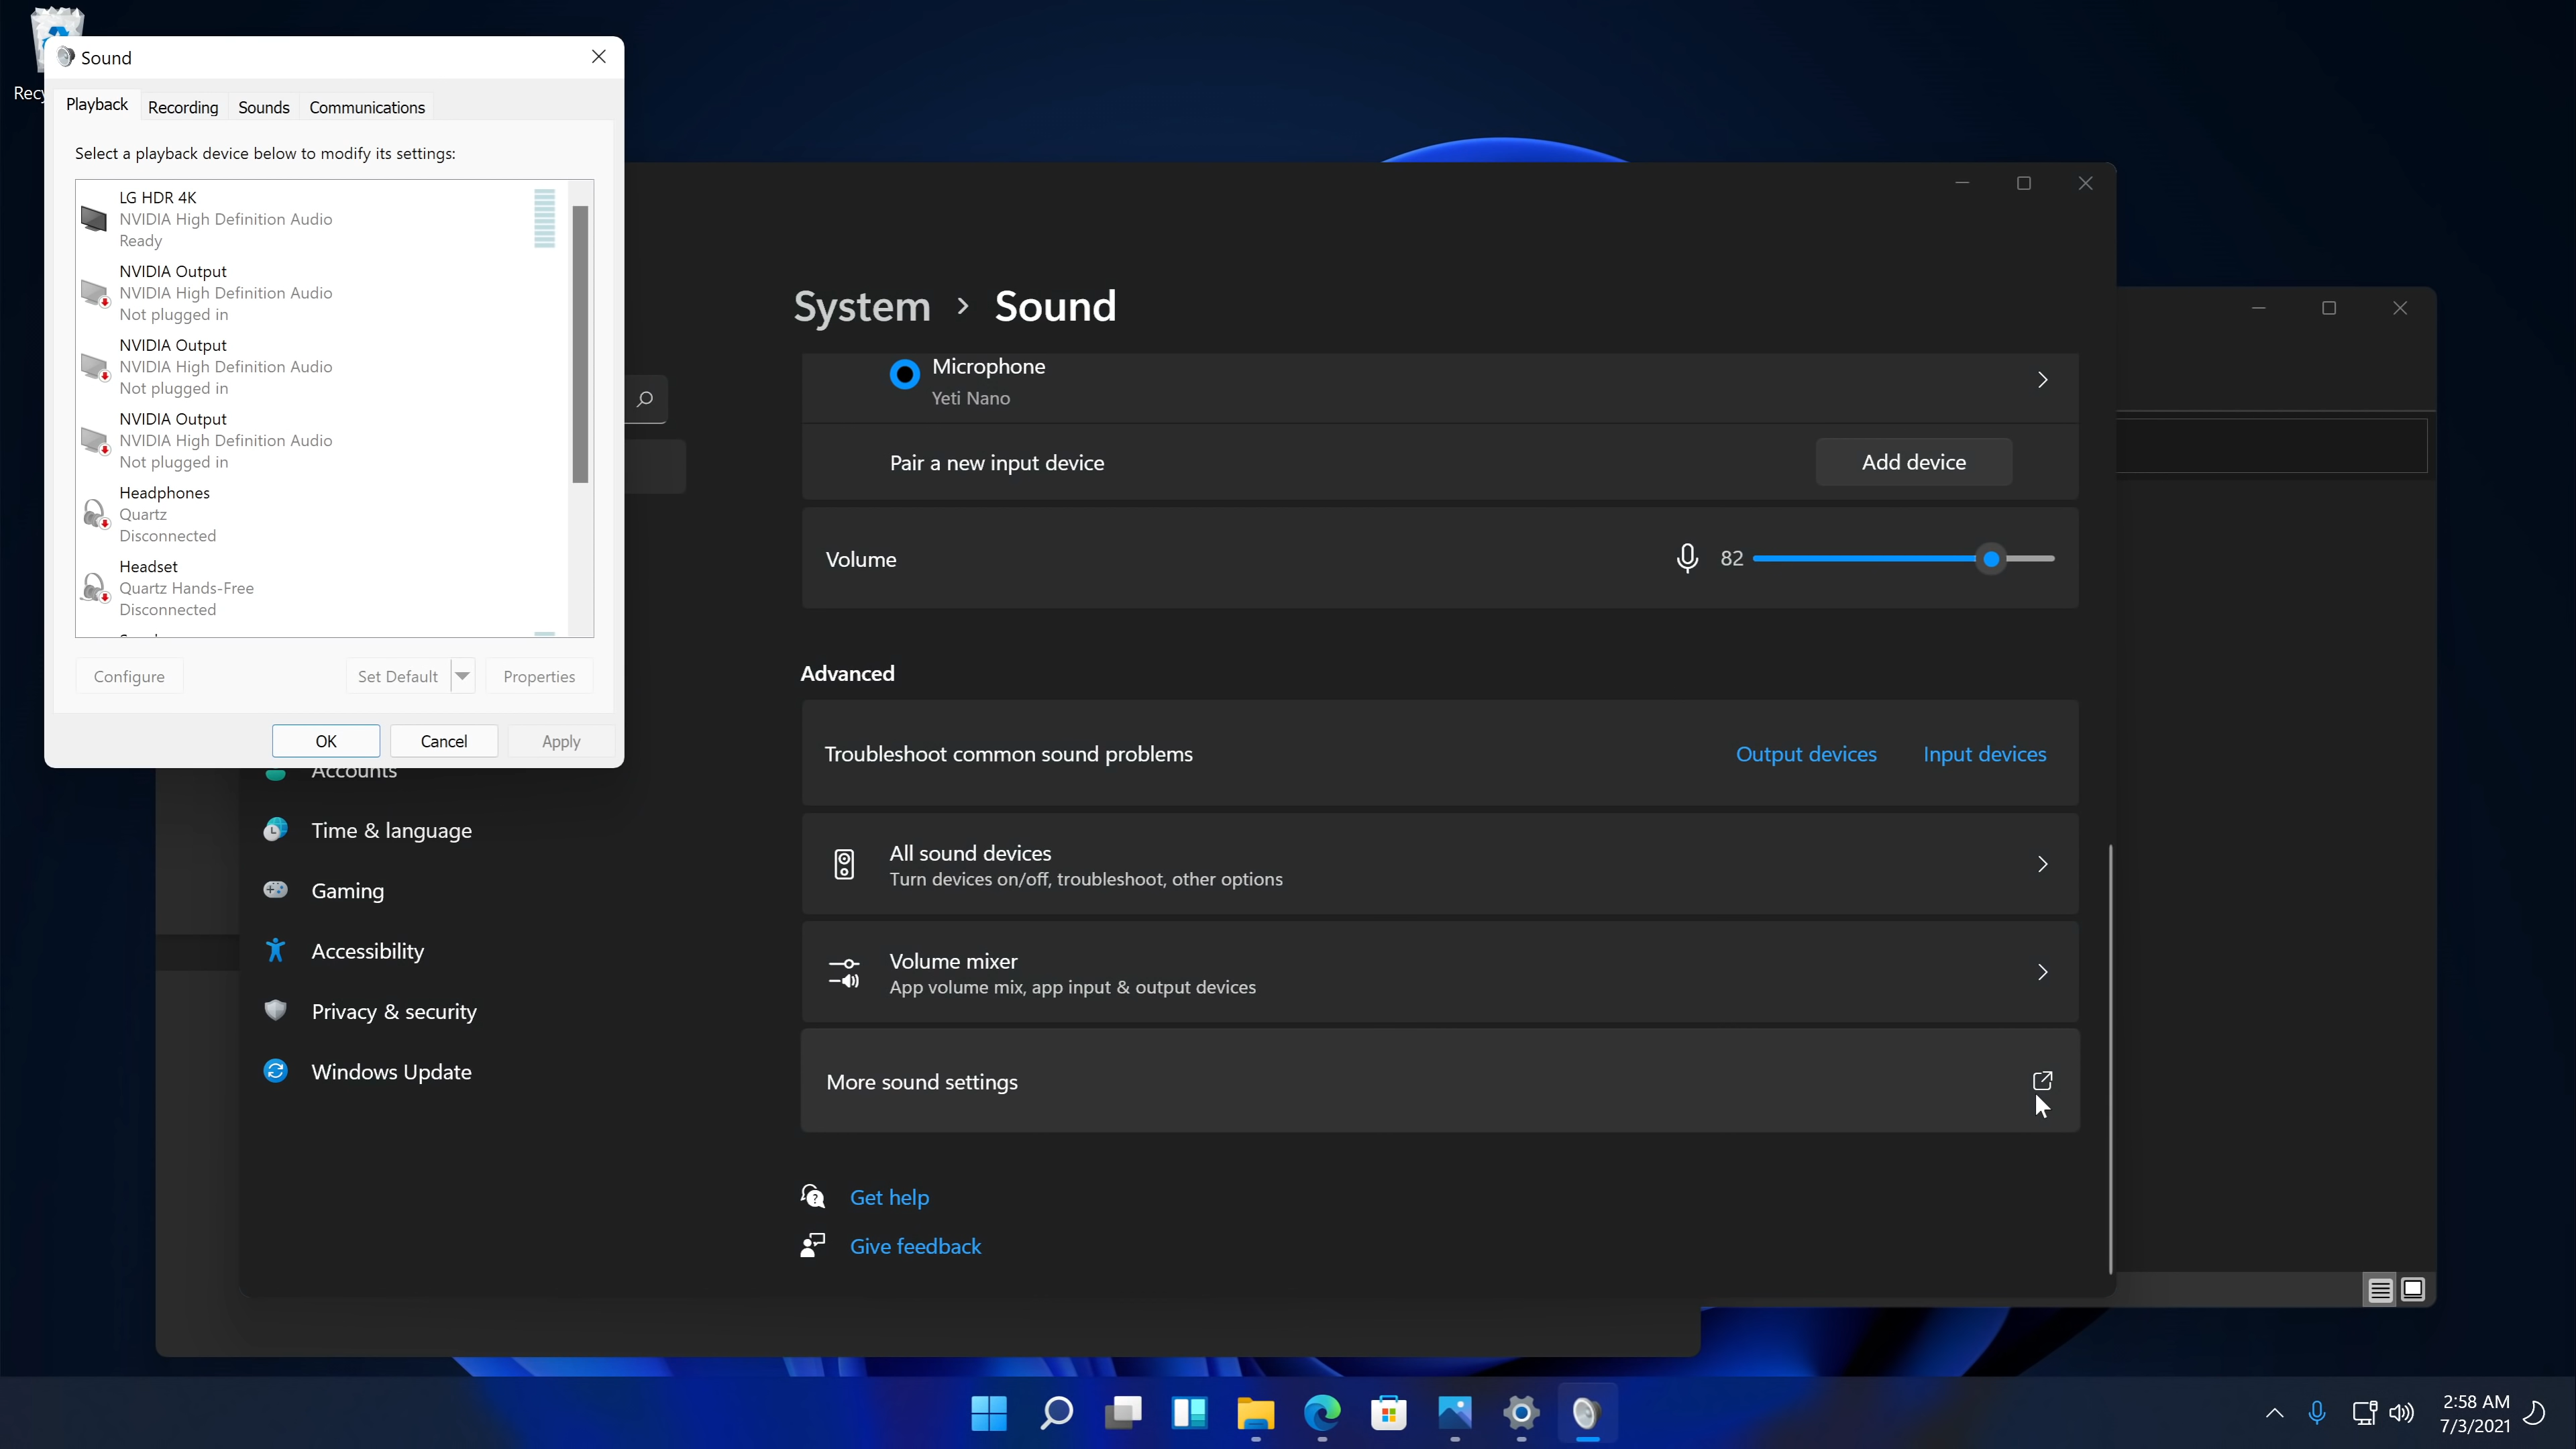 Recy
Sound
Playback Recording Sounds Communications
Select a playback device below to modify its settings:
LG HDR 4K
NVIDIA High Definition Audio
Ready
NVIDIA Output
NVIDIA High Definition Audio
Not plugged in
NVIDIA Output
NVIDIA High Definition Audio
Not plugged in
NVIDIA Output
NVIDIA High Definition Audio
Not plugged in
Headphones
Quartz
Disconnected
Headset
Quartz Hands-Free
Disconnected
Configure Set Default Properties
OK Cancel Apply
Accounts
Time & language
Gaming
Accessibility
Privacy & security
Windows Update
System > Sound
Microphone
Yeti Nano
Pair a new input device Add device
Volume 82
Advanced
Troubleshoot common sound problems Output devices Input devices
All sound devices
Turn devices on/off, troubleshoot, other options
Volume mixer
App volume mix, app input & output devices
More sound settings
Get help
Give feedback
2:58 AM
7/3/2021